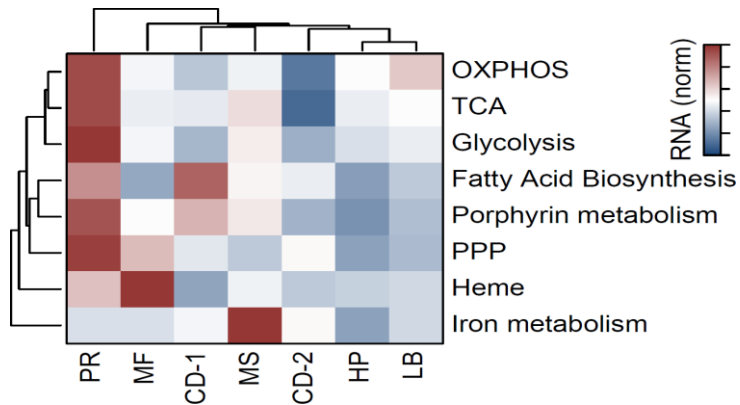 OXPHOS
TCA
Glycolysis
Fatty Acid Biosynthesis
Porphyrin metabolism
PPP
Heme
Iron metabolism
RNA (norm)
PR MF CD-1 MS CD-2 HP LB